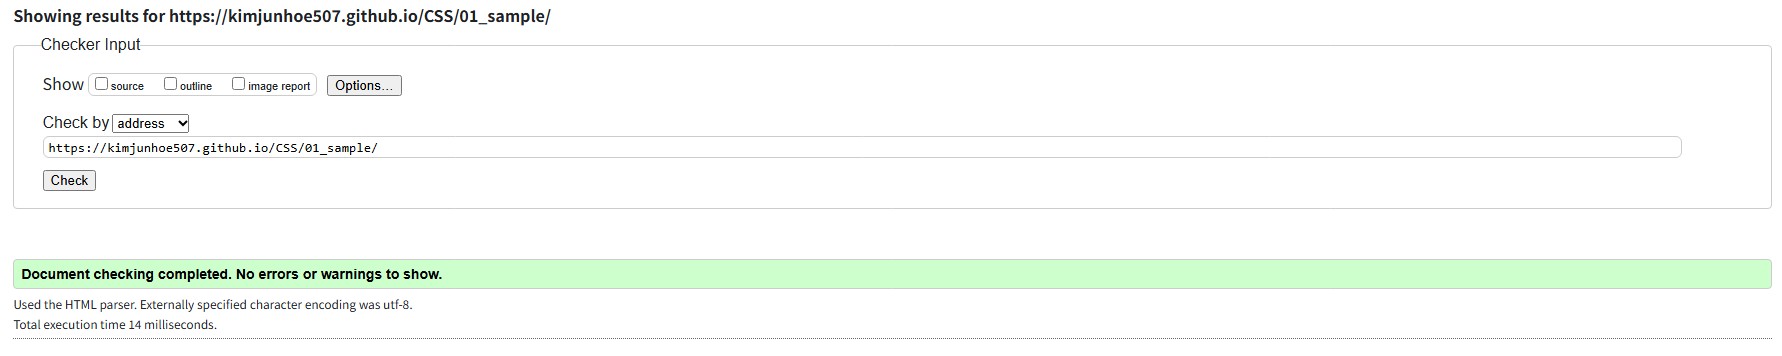 Showing results for https://kimjunhoe507.github.io/CSS/01_sample/
Checker Input
Show source outline image report Options...
Check by address
https://kimjunhoe507.github.io/CSS/01_sample/
Check
Document checking completed. No errors or warnings to show.
Used the HTML parser. Externally specified character encoding was utf-8.
Total execution time 14 milliseconds.